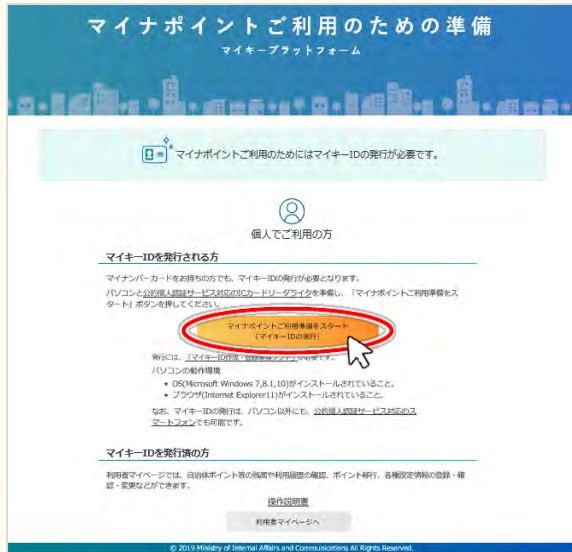 マイナポイントご利用のための準備
マイキープラットフォーム
マイナポイントご利用のためにはマイキーIDの発行が必要です。
個人でご利用の方
マイキーIDを発行される方
マイナンバーカードをお持ちの方でも、マイキーIDの発行が必要となります。
パソコンと公的個人認証サービス対応のICカードリーダライタを準備し、「マイナポイントご利用準備をス
タート」ボタンを押してください。
マイナポイントご利用準備をスタート
(マイキーIDの発行)
発行には、「マイキーID作成・登録準備ソフト」が必要です。
パソコンの動作環境
• OS(Microsoft Windows 7,8.1,10)がインストールされていること。
• ブラウザ(Internet Explorer11)がインストールされていること。
なお、マイキーIDの発行は、パソコン以外にも、公的個人認証サービス対応のス
マートフォンでも可能です。
マイキーIDを発行済の方
利用者マイページでは、自治体ポイント等の残高や利用履歴の確認、ポイント移行、各種設定情報の登録・確
認・変更などができます。
操作説明書
利用者マイページへ
© 2019 Ministry of Internal Affairs and Communications All Rights Reserved.